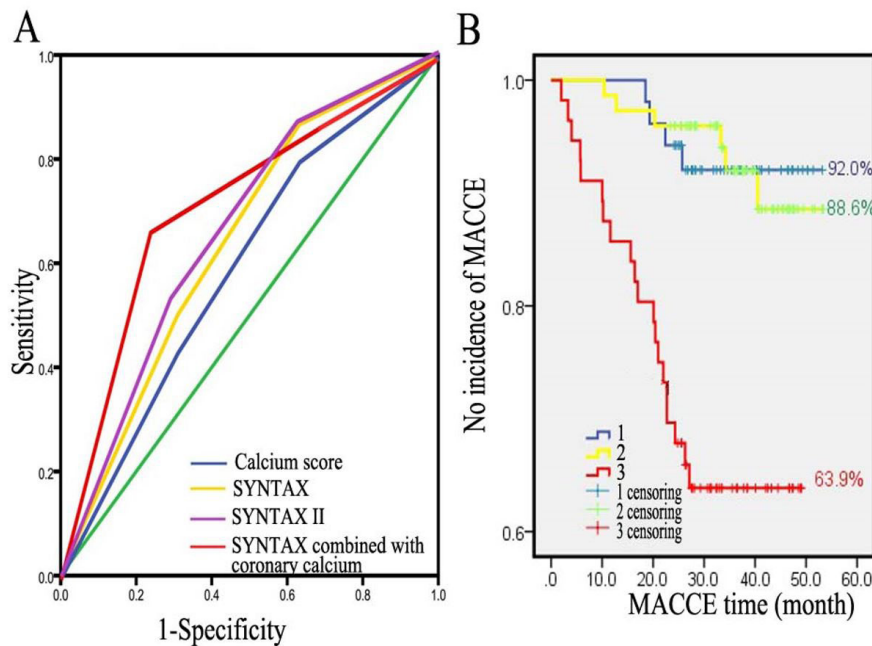 A
1.0
0.8
0.6
0.4
0.2
0.0
Sensitivity
0.0
0.2
0.4
0.6
0.8
1.0
1-Specificity
Calcium score
SYNTAX
SYNTAX II
SYNTAX combined with
coronary calcium
B
1.0
0.8
0.6
No incidence of MACCE
92.0%
88.6%
63.9%
1
2
3
1 censoring
2 censoring
3 censoring
.0
10.0
20.0
30.0
40.0
50.0
60.0
MACCE time (month)